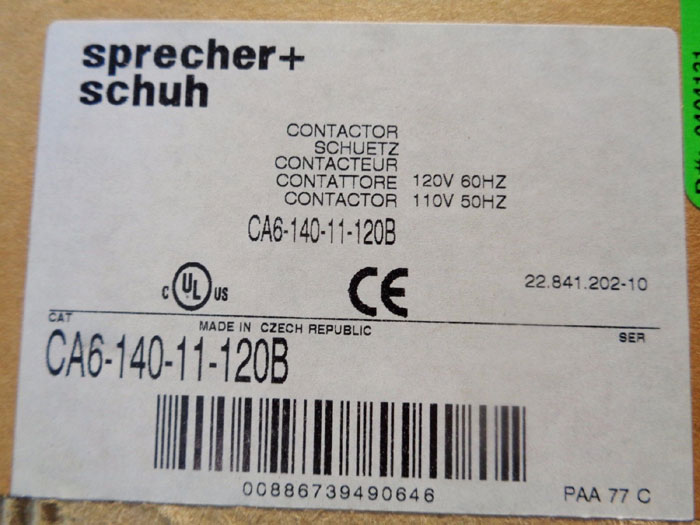 sprecher+
schuh
CONTACTOR
SCHUETZ
CONTACTEUR
CONTATTORE 120V 60HZ
CONTACTOR 110V 50HZ
CA6-140-11-120B
C UL US
CE
22.841.202-10
CAT
MADE IN CZECH REPUBLIC
SER
CA6-140-11-120B
00886739490646
PAA 77 C